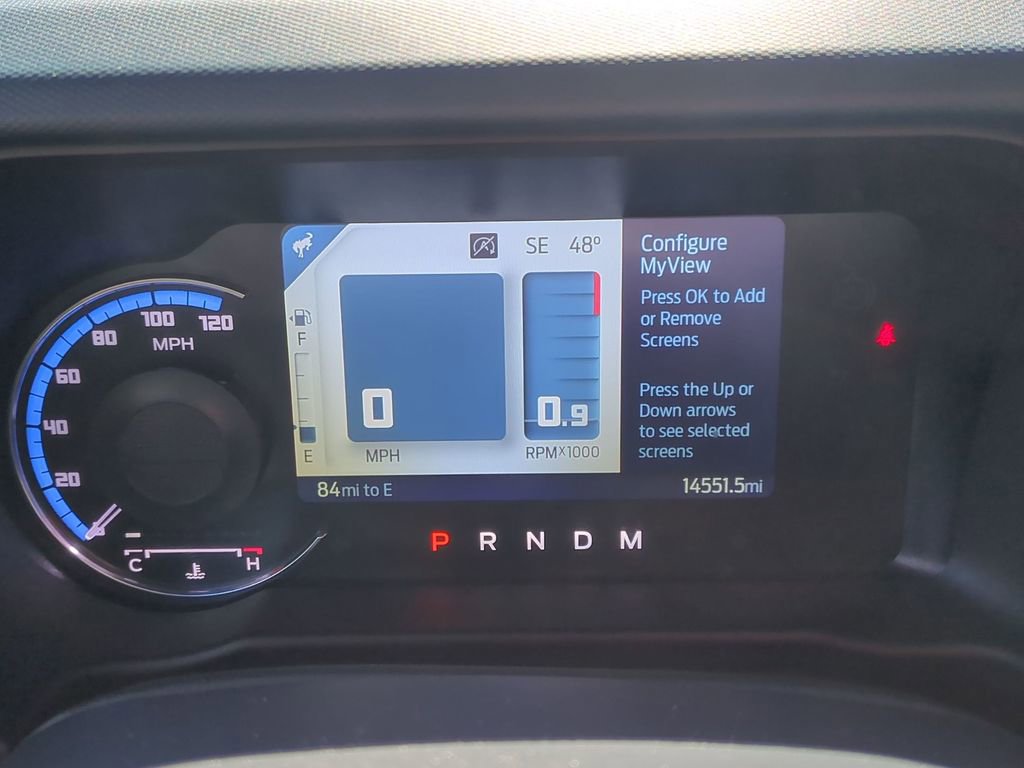 SE 48°
F
E
0
MPH
0.9
RPMX1000
84mi to E
14551.5mi
Configure
MyView
Press OK to Add
or Remove
Screens
Press the Up or
Down arrows
to see selected
screens
120
100
80
MPH
60
40
20
C
H
P R N D M